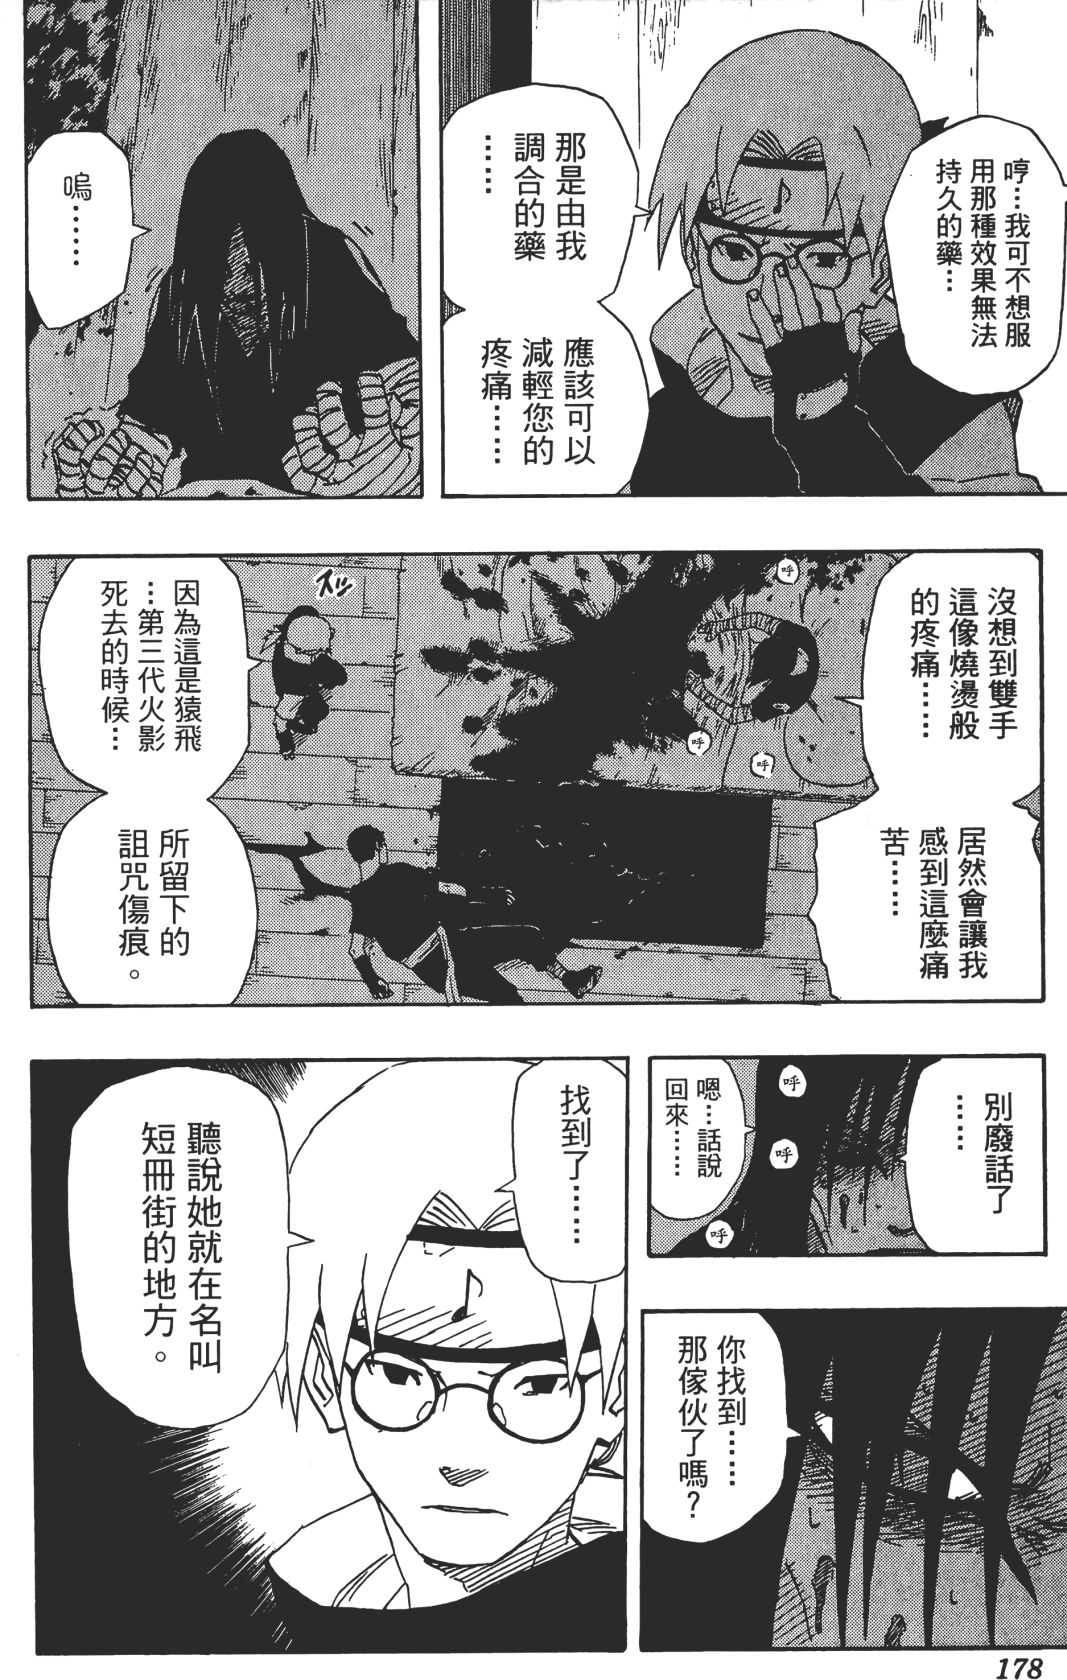 哼…我可不想服
用那種效果無法
持久的藥…
那是由我
調合的藥
……
應該可以
減輕您的
疼痛……
嗚……
沒想到雙手
這像燒燙般
的疼痛……
居然會讓我
感到這麼痛
苦……
呼
呼
呼
ズッ
因為這是猿飛
…第三代火影
死去的時候…
所留下的
詛咒傷痕。
別廢話了
……
呼
呼
呼
嗯…話說
回來……
你找到……
那傢伙了嗎?
找到了……
聽說她就在名叫
短冊街的地方。
178